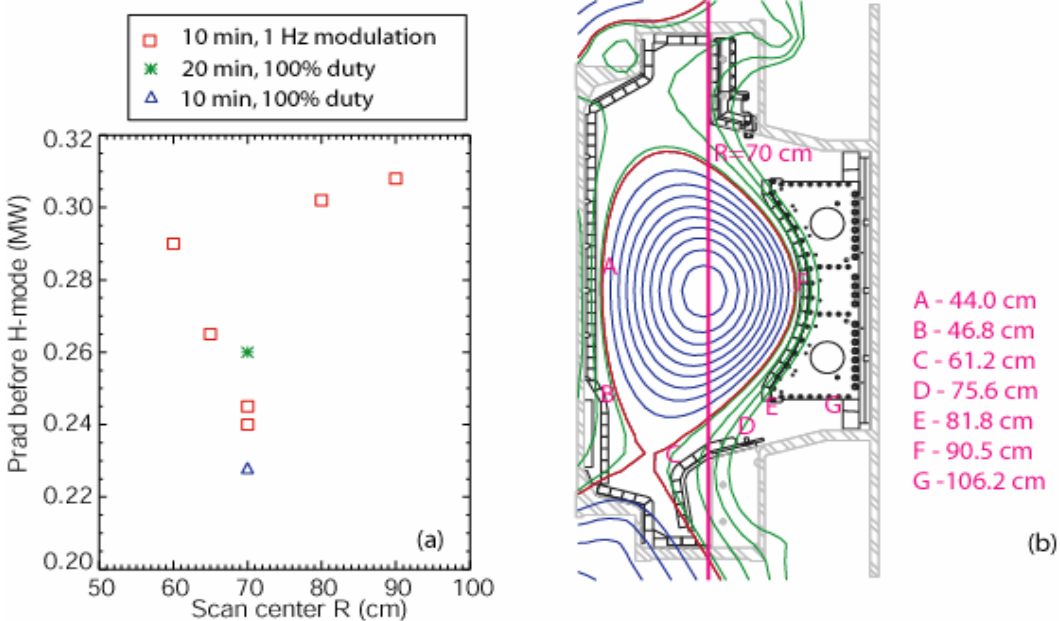 10 min, 1 Hz modulation
20 min, 100% duty
10 min, 100% duty
0.32
0.30
0.28
0.26
0.24
0.22
0.20
Prad before H-mode (MW)
50 60 70 80 90 100
Scan center R (cm)
(a)
R=70 cm
A
B
C
D
E
F
G
A - 44.0 cm
B - 46.8 cm
C - 61.2 cm
D - 75.6 cm
E - 81.8 cm
F - 90.5 cm
G -106.2 cm
(b)